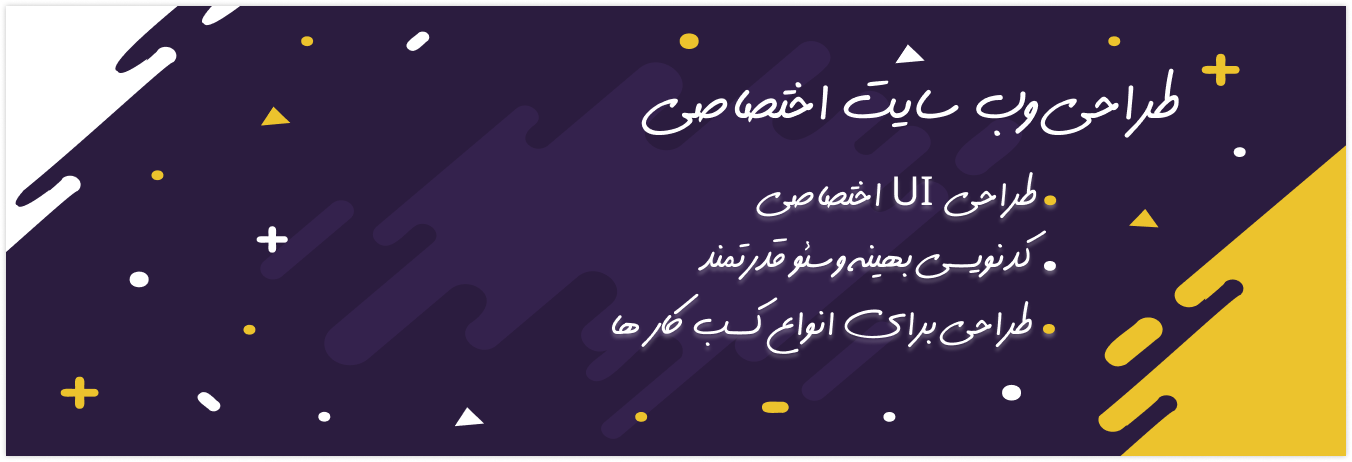 طراحی وب سایت اختصاصی
طراحی UI اختصاصی
کدنویسی بهینه و سئو قدرتمند
طراحی برای انواع کسب کار ها